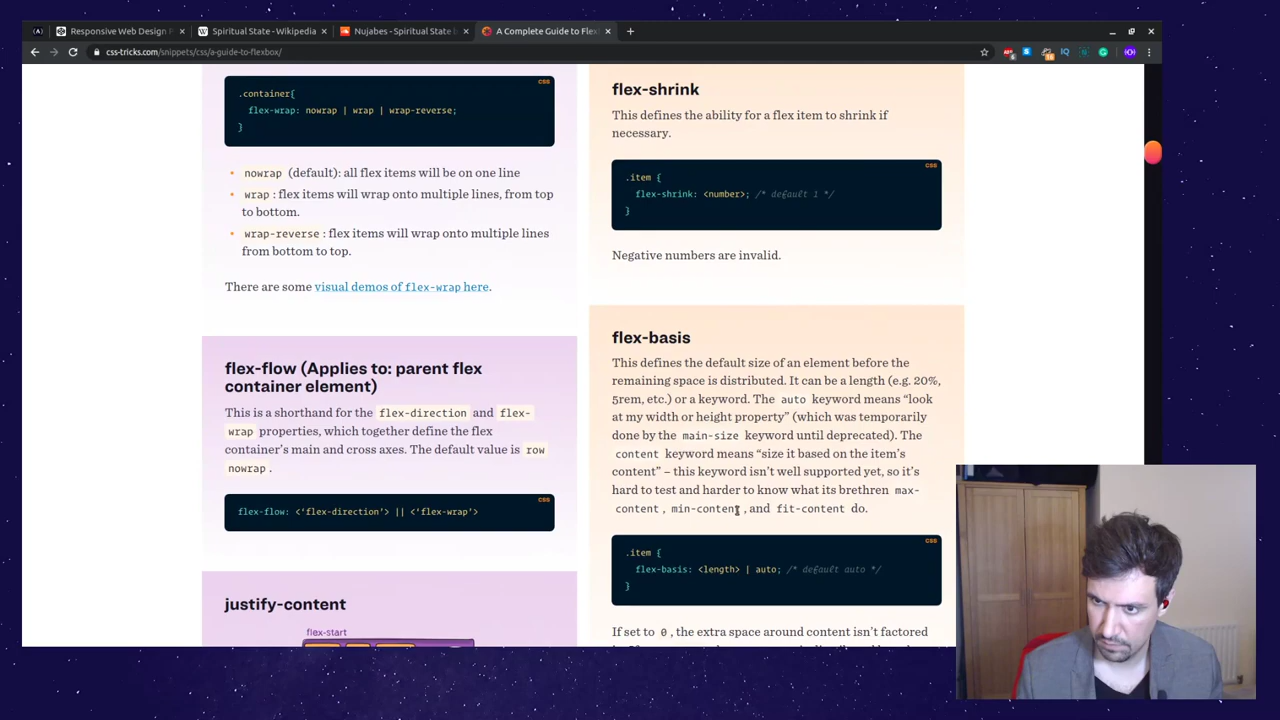 Responsive Web Design P
Spiritual State - Wikipedia
Nujabes - Spiritual State
A Complete Guide to Flex
css-tricks.com/snippets/css/a-guide-to-flexbox/
css
.container{
flex-wrap: nowrap | wrap | wrap-reverse;
}
nowrap (default): all flex items will be on one line
wrap : flex items will wrap onto multiple lines, from top
to bottom.
wrap-reverse : flex items will wrap onto multiple lines
from bottom to top.
There are some visual demos of flex-wrap here.
flex-flow (Applies to: parent flex
container element)
This is a shorthand for the flex-direction and flex-
wrap properties, which together define the flex
container's main and cross axes. The default value is row
nowrap .
css
flex-flow: <'flex-direction'> || <'flex-wrap'>
justify-content
flex-start
flex-shrink
This defines the ability for a flex item to shrink if
necessary.
css
.item {
flex-shrink: <number>; /* default 1 */
}
Negative numbers are invalid.
flex-basis
This defines the default size of an element before the
remaining space is distributed. It can be a length (e.g. 20%,
5rem, etc.) or a keyword. The auto keyword means “look
at my width or height property” (which was temporarily
done by the main-size keyword until deprecated). The
content keyword means “size it based on the item's
content” – this keyword isn't well supported yet, so it's
hard to test and harder to know what its brethren max-
content , min-content , and fit-content do.
css
.item {
flex-basis: <length> | auto; /* default auto */
}
If set to 0 , the extra space around content isn't factored